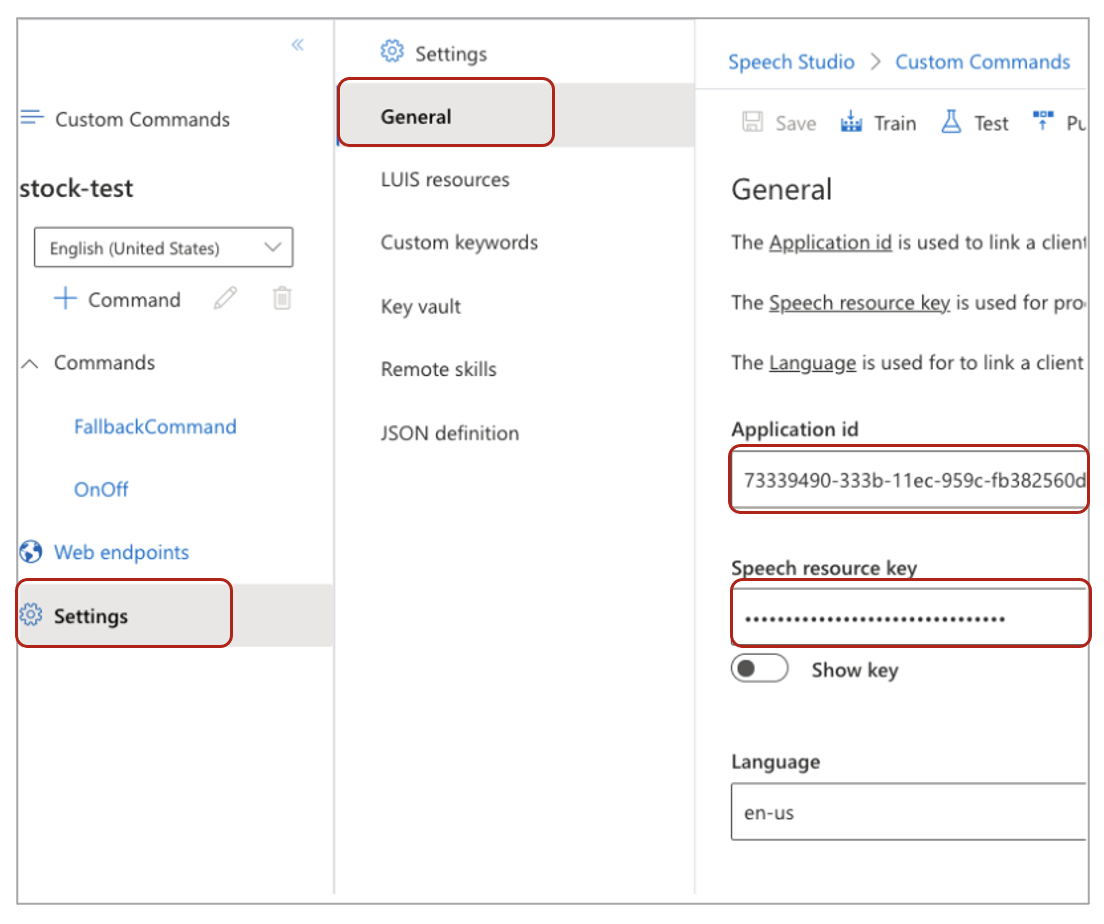 Custom Commands
stock-test
English (United States)
Command
Commands
FallbackCommand
OnOff
Web endpoints
Settings
Settings
General
LUIS resources
Custom keywords
Key vault
Remote skills
JSON definition
Speech Studio > Custom Commands
Save Train Test Pu
General
The Application id is used to link a client
The Speech resource key is used for pro
The Language is used for to link a client
Application id
73339490-333b-11ec-959c-fb382560d
Speech resource key
••••••••••••••••••••••••••••••••
Show key
Language
en-us